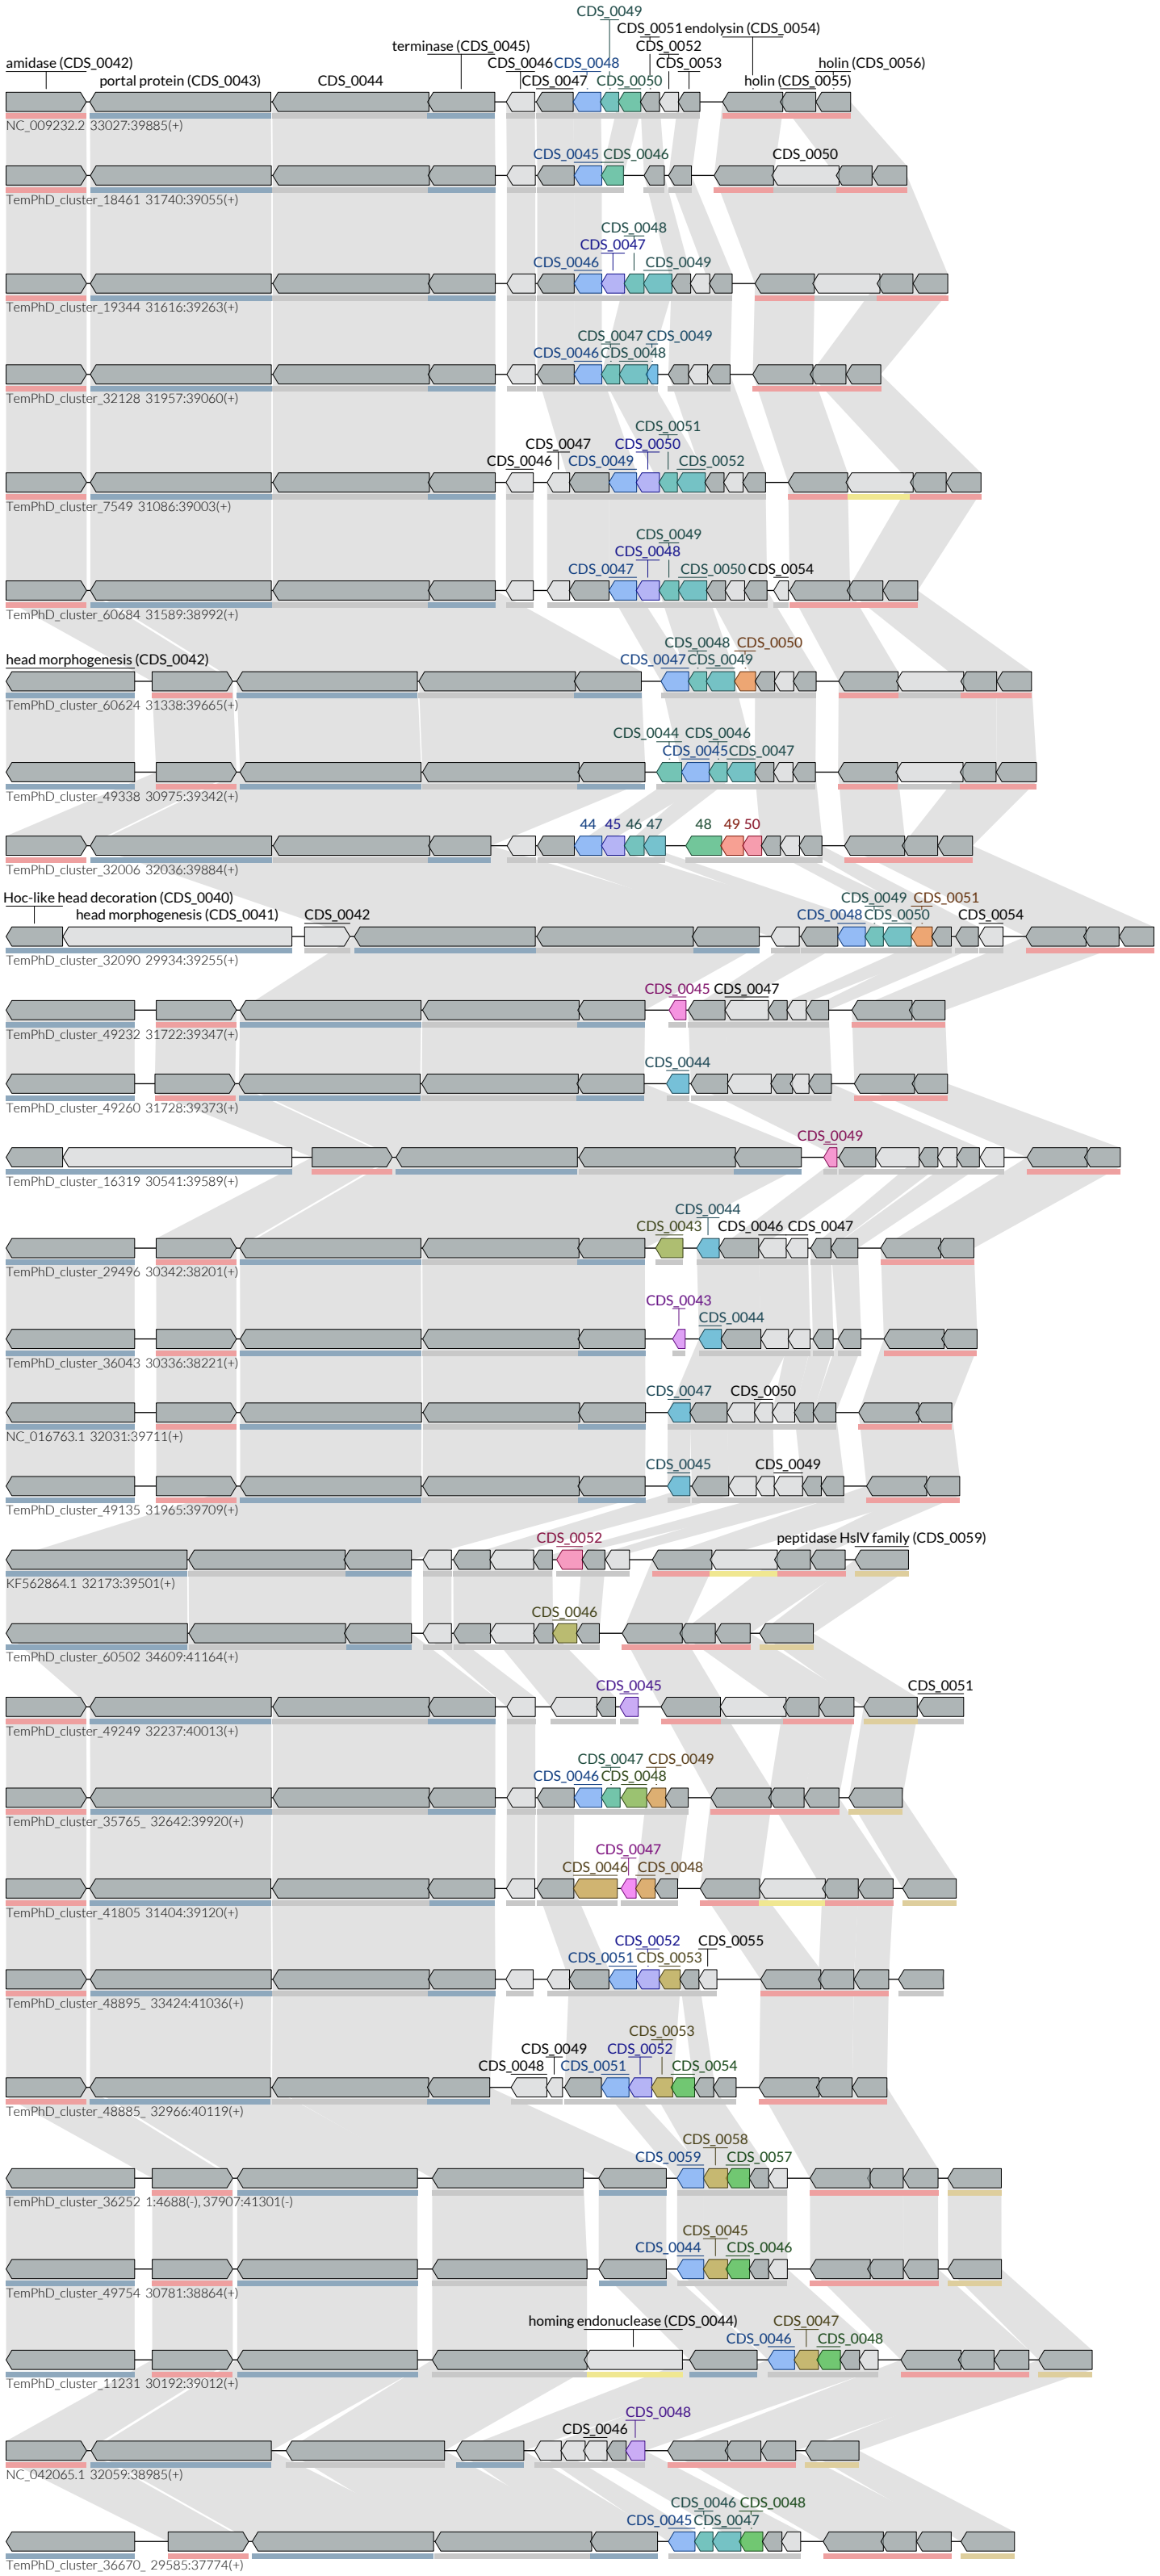 CDS_0049
CDS_0051 endolysin (CDS_0054)
terminase (CDS_0045) CDS_0052
amidase (CDS_0042) CDS_0046 CDS_0048 CDS_0053 holin (CDS_0056)
portal protein (CDS_0043) CDS_0044 CDS_0047 CDS_0050 holin (CDS_0055)
NC_009232.2 33027:39885(+)
CDS_0045 CDS_0046 CDS_0050
TemPhD_cluster_18461 31740:39055(+)
CDS_0048
CDS_0047
CDS_0046 CDS_0049
TemPhD_cluster_19344 31616:39263(+)
CDS_0047 CDS_0049
CDS_0046 CDS_0048
TemPhD_cluster_32128 31957:39060(+)
CDS_0051
CDS_0047 CDS_0050
CDS_0046 CDS_0049 CDS_0052
TemPhD_cluster_7549 31086:39003(+)
CDS_0049
CDS_0048
CDS_0047 CDS_0050 CDS_0054
TemPhD_cluster_60684 31589:38992(+)
CDS_0048 CDS_0050
head morphogenesis (CDS_0042) CDS_0047 CDS_0049
TemPhD_cluster_60624 31338:39665(+)
CDS_0044 CDS_0046
CDS_0045 CDS_0047
TemPhD_cluster_49338 30975:39342(+)
44 45 46 47 48 49 50
TemPhD_cluster_32006 32036:39884(+)
Hoc-like head decoration (CDS_0040) CDS_0049 CDS_0051
head morphogenesis (CDS_0041) CDS_0042 CDS_0048 CDS_0050 CDS_0054
TemPhD_cluster_32090 29934:39255(+)
CDS_0045 CDS_0047
TemPhD_cluster_49232 31722:39347(+)
CDS_0044
TemPhD_cluster_49260 31728:39373(+)
CDS_0049
TemPhD_cluster_16319 30541:39589(+)
CDS_0044
CDS_0043 CDS_0046 CDS_0047
TemPhD_cluster_29496 30342:38201(+)
CDS_0043
CDS_0044
TemPhD_cluster_36043 30336:38221(+)
CDS_0047 CDS_0050
NC_016763.1 32031:39711(+)
CDS_0045 CDS_0049
TemPhD_cluster_49135 31965:39709(+)
CDS_0052 peptidase HslV family (CDS_0059)
KF562864.1 32173:39501(+)
CDS_0046
TemPhD_cluster_60502 34609:41164(+)
CDS_0045 CDS_0051
TemPhD_cluster_49249 32237:40013(+)
CDS_0047 CDS_0049
CDS_0046 CDS_0048
TemPhD_cluster_35765_ 32642:39920(+)
CDS_0047
CDS_0046 CDS_0048
TemPhD_cluster_41805 31404:39120(+)
CDS_0052 CDS_0055
CDS_0051 CDS_0053
TemPhD_cluster_48895_ 33424:41036(+)
CDS_0053
CDS_0049 CDS_0052
CDS_0048 CDS_0051 CDS_0054
TemPhD_cluster_48885_ 32966:40119(+)
CDS_0058
CDS_0059 CDS_0057
TemPhD_cluster_36252 1:4688(-), 37907:41301(-)
CDS_0045
CDS_0044 CDS_0046
TemPhD_cluster_49754 30781:38864(+)
homing endonuclease (CDS_0044) CDS_0047
CDS_0046 CDS_0048
TemPhD_cluster_11231 30192:39012(+)
CDS_0048
CDS_0046
NC_042065.1 32059:38985(+)
CDS_0046 CDS_0048
CDS_0045 CDS_0047
TemPhD_cluster_36670_ 29585:37774(+)